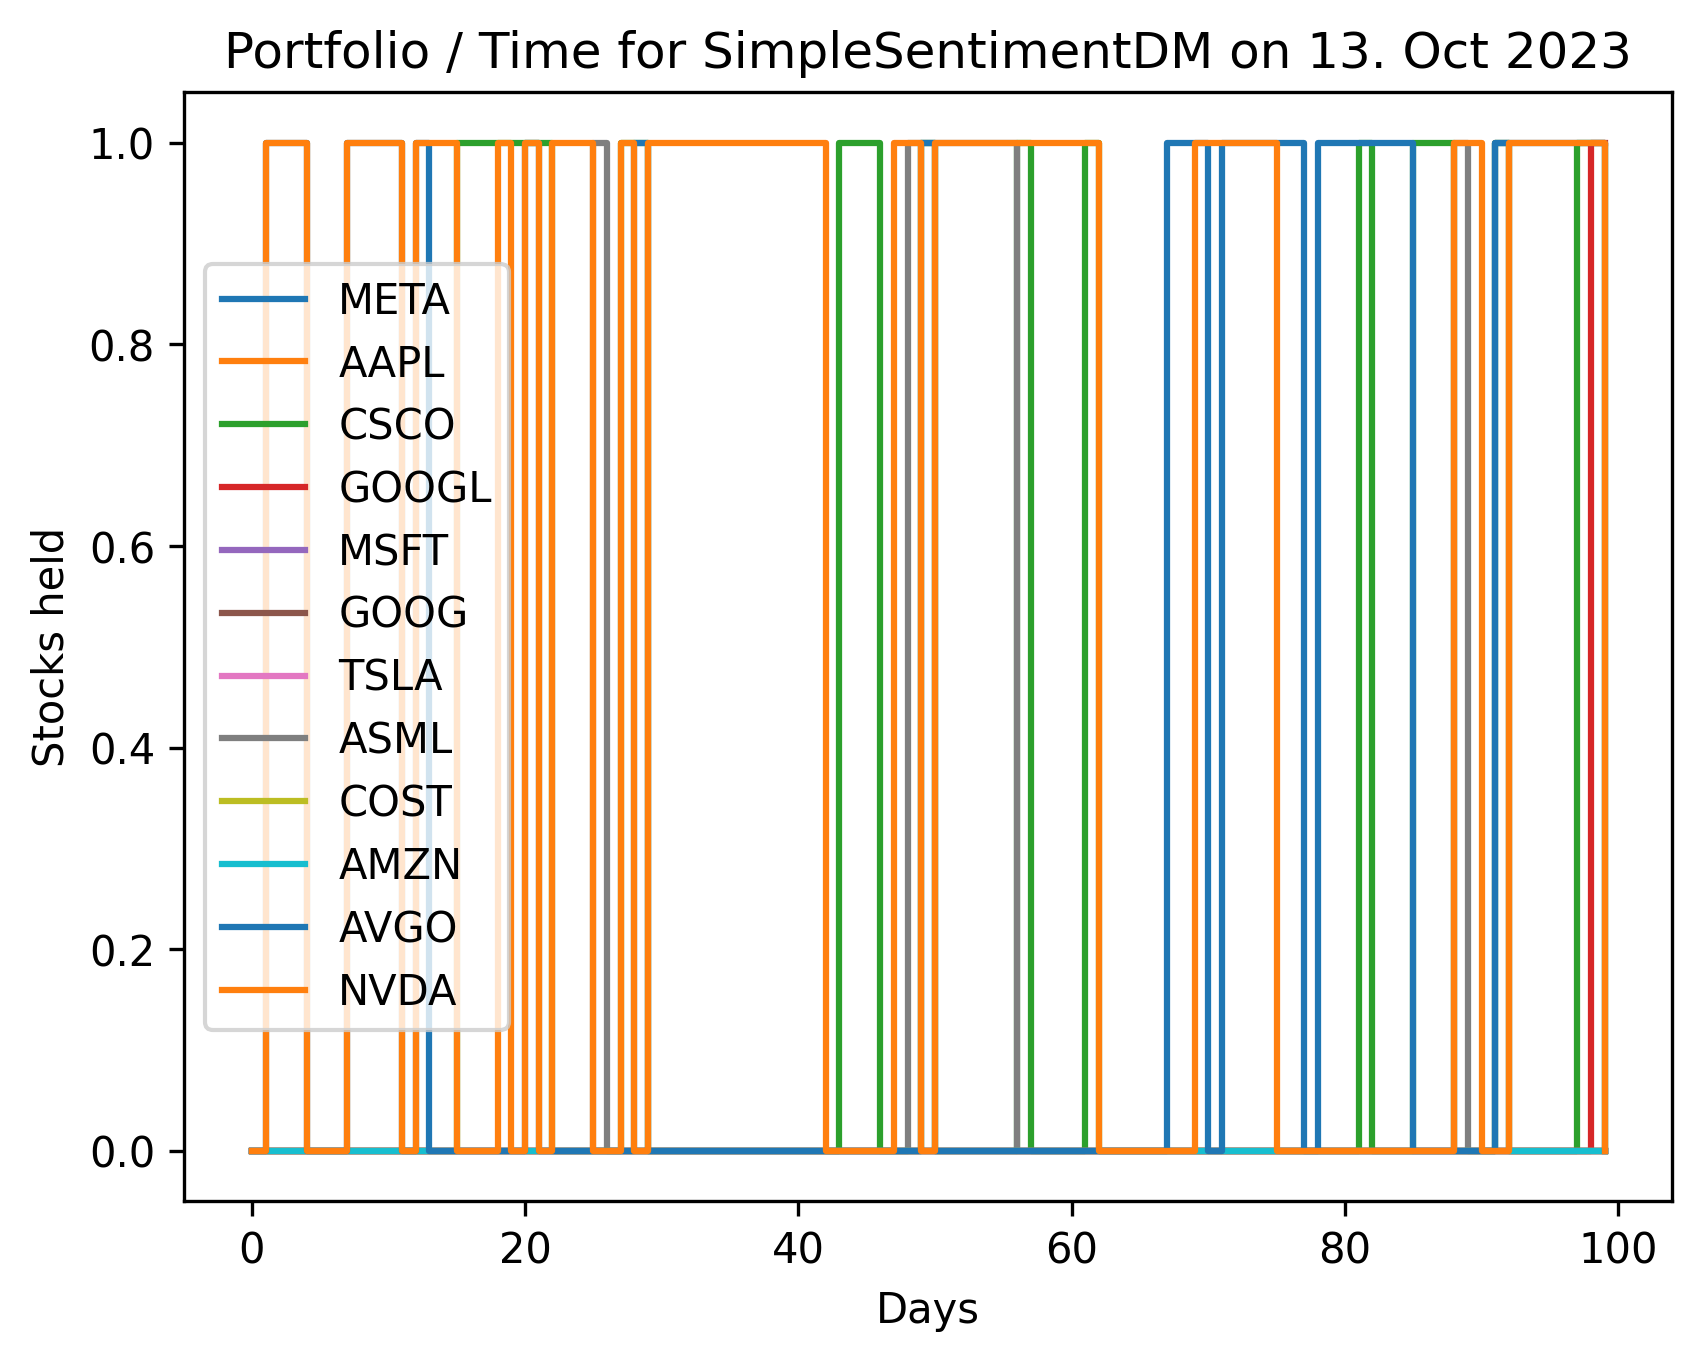 Portfolio / Time for SimpleSentimentDM on 13. Oct 2023
1.0
0.8
0.6
0.4
0.2
0.0
Stocks held
META
AAPL
CSCO
GOOGL
MSFT
GOOG
TSLA
ASML
COST
AMZN
AVGO
NVDA
0 20 40 60 80 100
Days